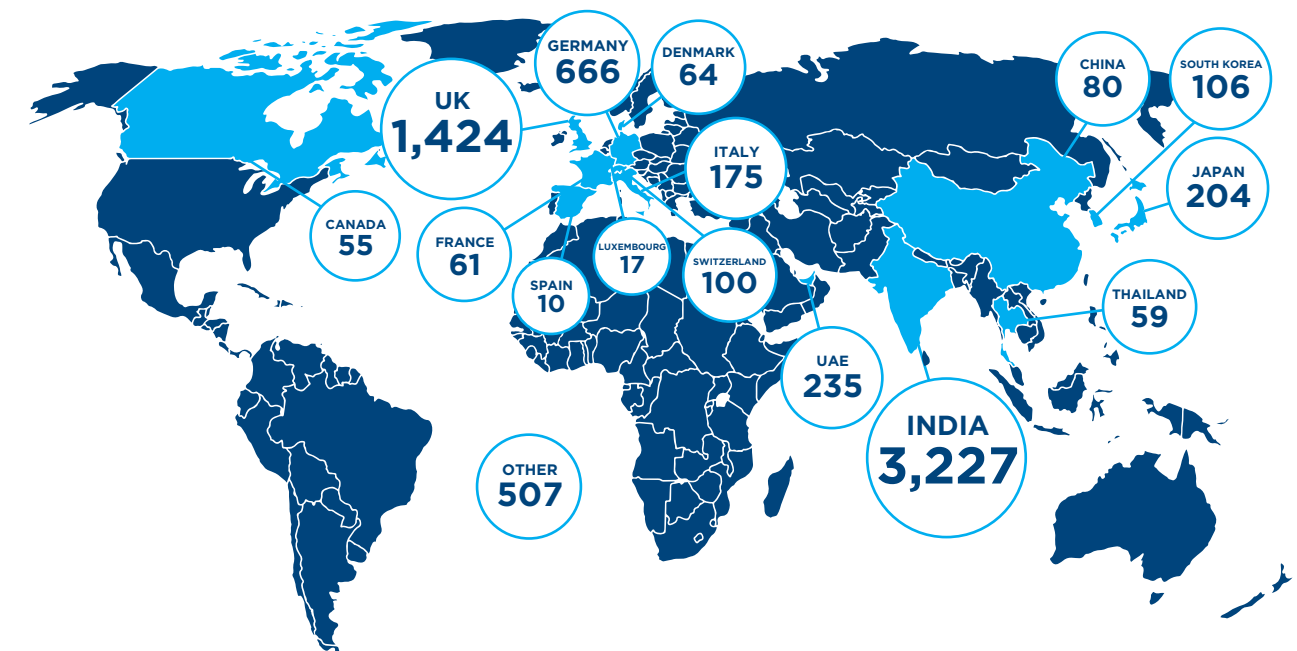 GERMANY
666
DENMARK
64
UK
1,424
CHINA
80
SOUTH KOREA
106
ITALY
175
JAPAN
204
CANADA
55
FRANCE
61
LUXEMBOURG
17
SWITZERLAND
100
SPAIN
10
THAILAND
59
UAE
235
INDIA
3,227
OTHER
507